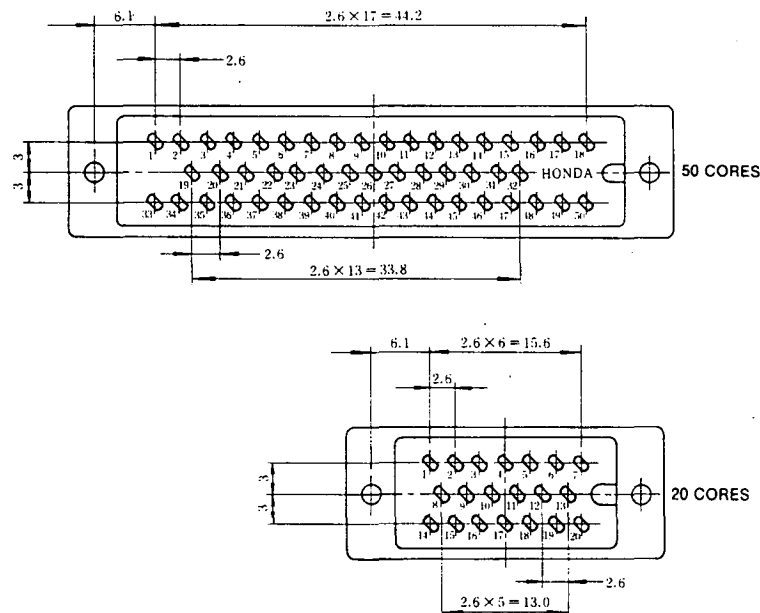 6.1 2.6 × 17 = 44.2
2.6
1 2 3 4 5 6 7 8 9 10 11 12 13 14 15 16 17 18
3
19 20 21 22 23 24 25 26 27 28 29 30 31 32 HONDA
50 CORES
3
33 34 35 36 37 38 39 40 41 42 43 44 45 46 47 48 49 50
2.6
2.6 × 13 = 33.8
6.1 2.6 × 6 = 15.6
2.6
1 2 3 4 5 6 7
3
8 9 10 11 12 13
20 CORES
3
14 15 16 17 18 19 20
2.6
2.6 × 5 = 13.0